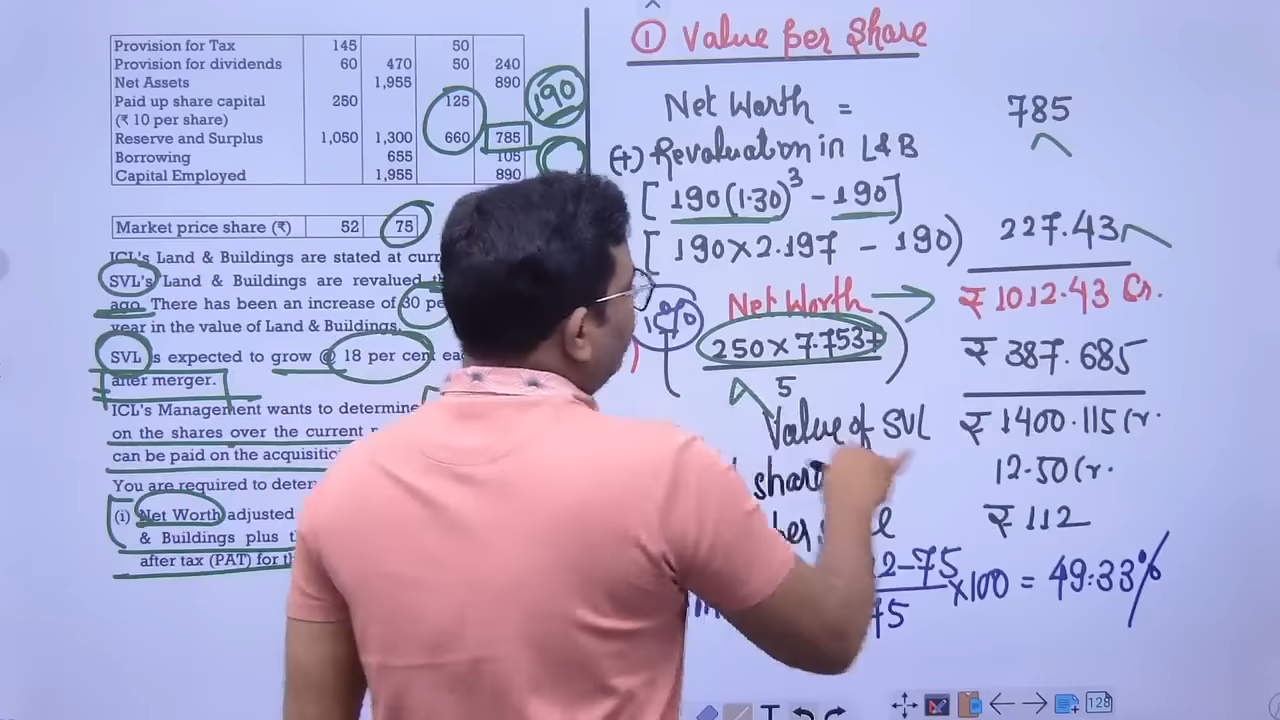 Provision for Tax 145 50
Provision for dividends 60 470 50 240
Net Assets 1,955 890
Paid up share capital 250 125
(₹ 10 per share)
Reserve and Surplus 1,050 1,300 660 785
Borrowing 655 105
Capital Employed 1,955 890
190
Market price share (₹) 52 75
ICL's Land & Buildings are stated at
SVL's Land & Buildings are revalued
ago. There has been an increase of 30
year in the value of Land & Buildings.
SVL is expected to grow @ 18 per cent
after merger.
ICL's Management wants to determine
on the shares over the current
can be paid on the acquisition
You are required to
(i) Net Worth adjusted
& Buildings plus
after tax (PAT) for
① Value per Share
Net Worth = 785
(+) Revaluation in L&B
[190(1.30)³ - 190]
[190×2.197 - 190) 227.43
Net Worth → ₹1012.43 Cr.
250 × 7.7537 ) ₹387.685
5
Value of SVL ₹1400.115 Cr.
12.50 Cr.
₹112
2-75 ×100 = 49.33%
75
128